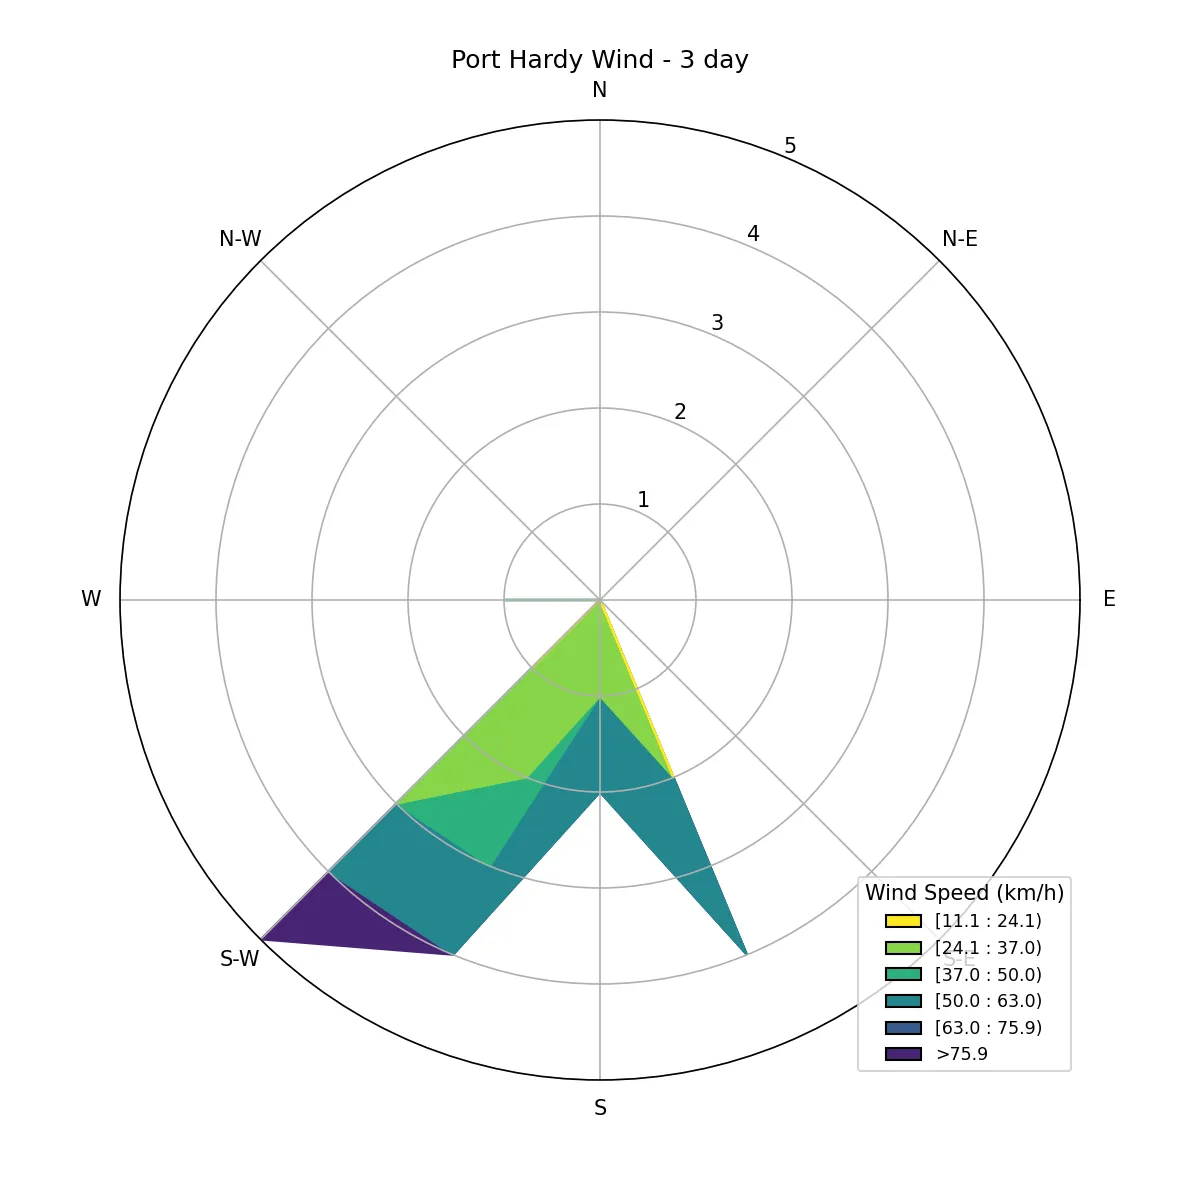 Port Hardy Wind - 3 day
N
5
N-W
N-E
4
3
2
1
W
E
Wind Speed (km/h)
[11.1 : 24.1)
[24.1 : 37.0)
S-W
S-E
[37.0 : 50.0)
[50.0 : 63.0)
[63.0 : 75.9)
>75.9
S